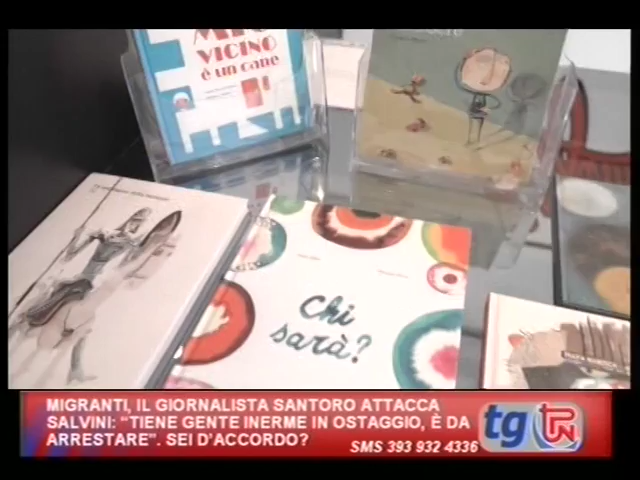 VICINO
è un cane
Chi
sarà?
MIGRANTI, IL GIORNALISTA SANTORO ATTACCA
SALVINI: “TIENE GENTE INERME IN OSTAGGIO, È DA
ARRESTARE”. SEI D’ACCORDO?
SMS 393 932 4336
tg TPN